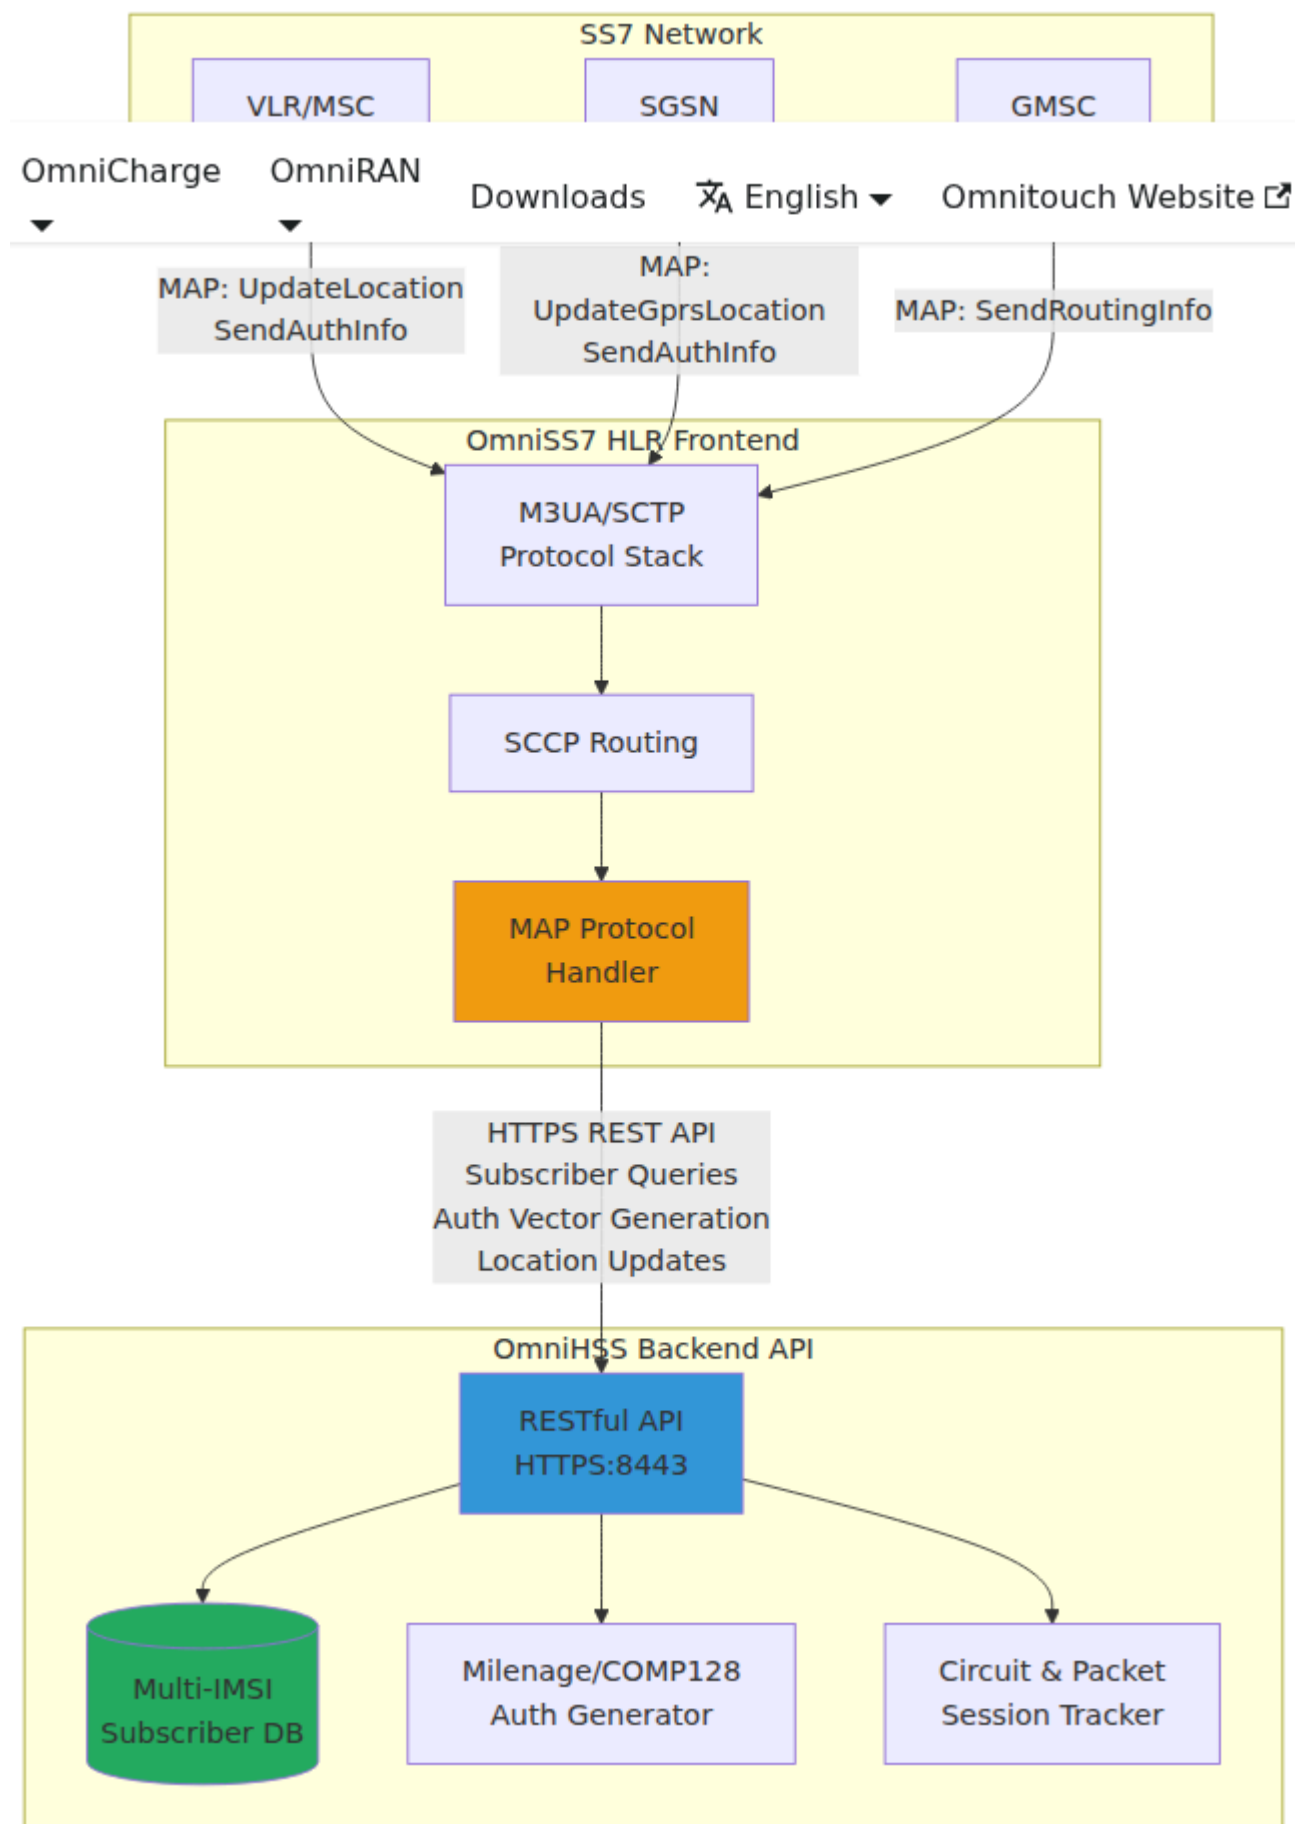 SS7 Network
VLR/MSC
SGSN
GMSC
OmniCharge
OmniRAN
Downloads
English
Omnitouch Website
MAP: UpdateLocation
SendAuthInfo
MAP:
UpdateGprsLocation
SendAuthInfo
MAP: SendRoutingInfo
OmniSS7 HLR Frontend
M3UA/SCTP
Protocol Stack
SCCP Routing
MAP Protocol
Handler
HTTPS REST API
Subscriber Queries
Auth Vector Generation
Location Updates
OmniHSS Backend API
RESTful API
HTTPS:8443
Multi-IMSI
Subscriber DB
Milenage/COMP128
Auth Generator
Circuit & Packet
Session Tracker